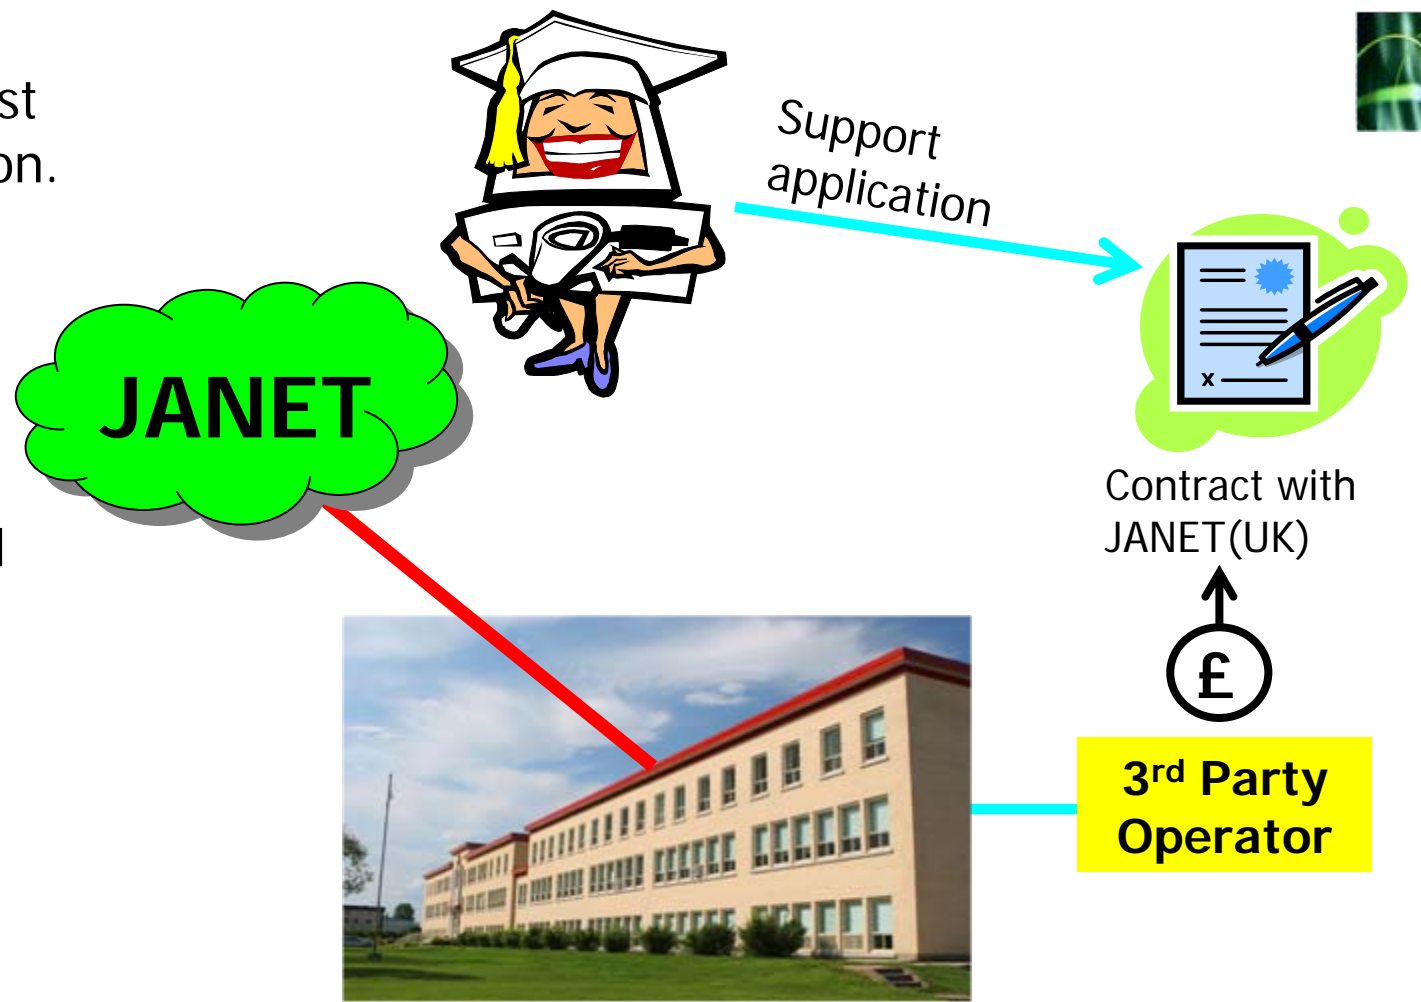 st
on.
Support
application
JANET
x
Contract with
JANET(UK)
£
3rd Party
Operator